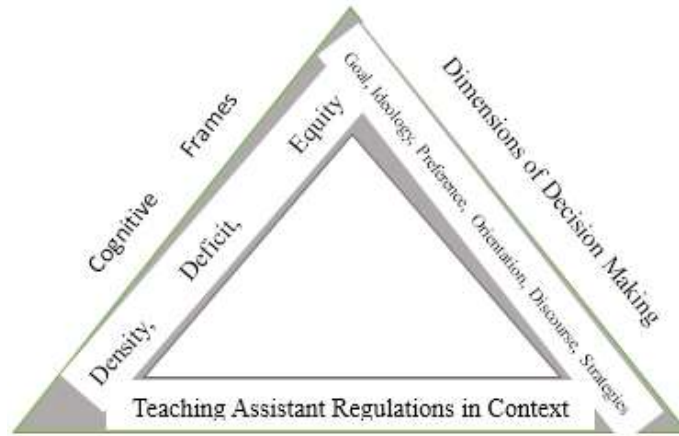 Cognitive Frames
Density, Deficit, Equity
Dimensions of Decision Making
Goal, Ideology, Preference, Orientation, Discourse, Strategies
Teaching Assistant Regulations in Context